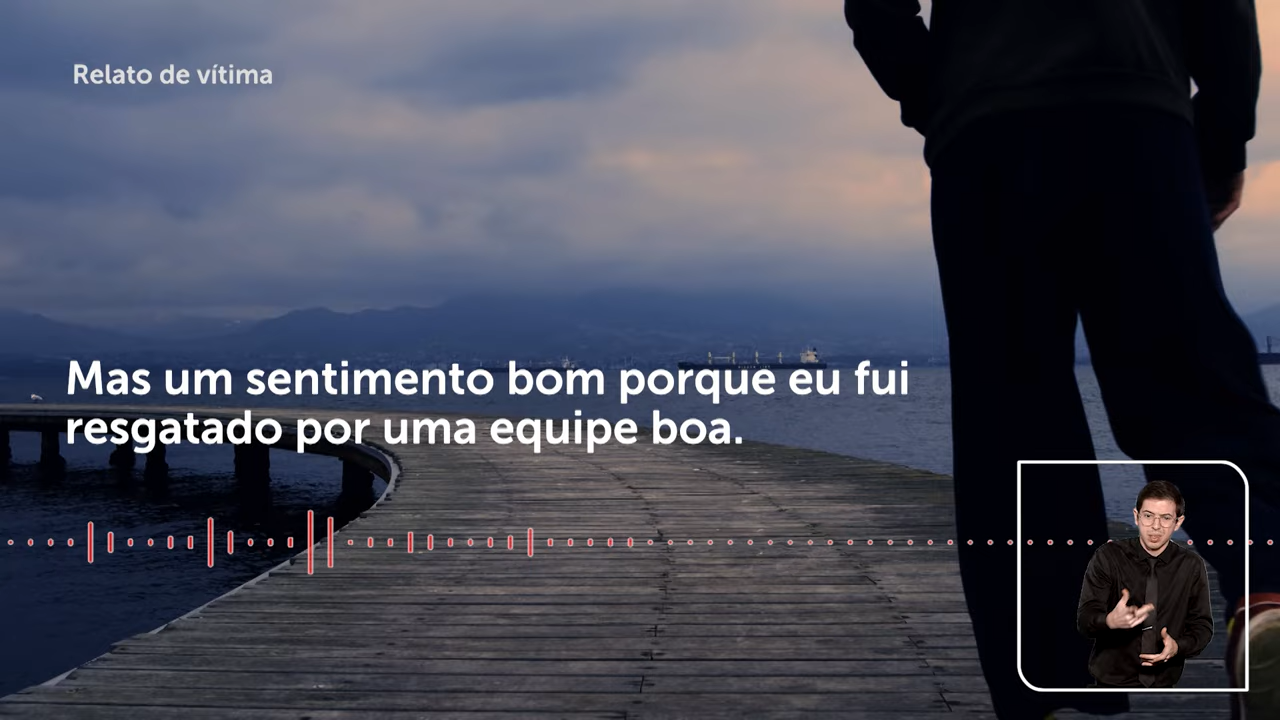 Relato de vítima
Mas um sentimento bom porque eu fui
resgatado por uma equipe boa.